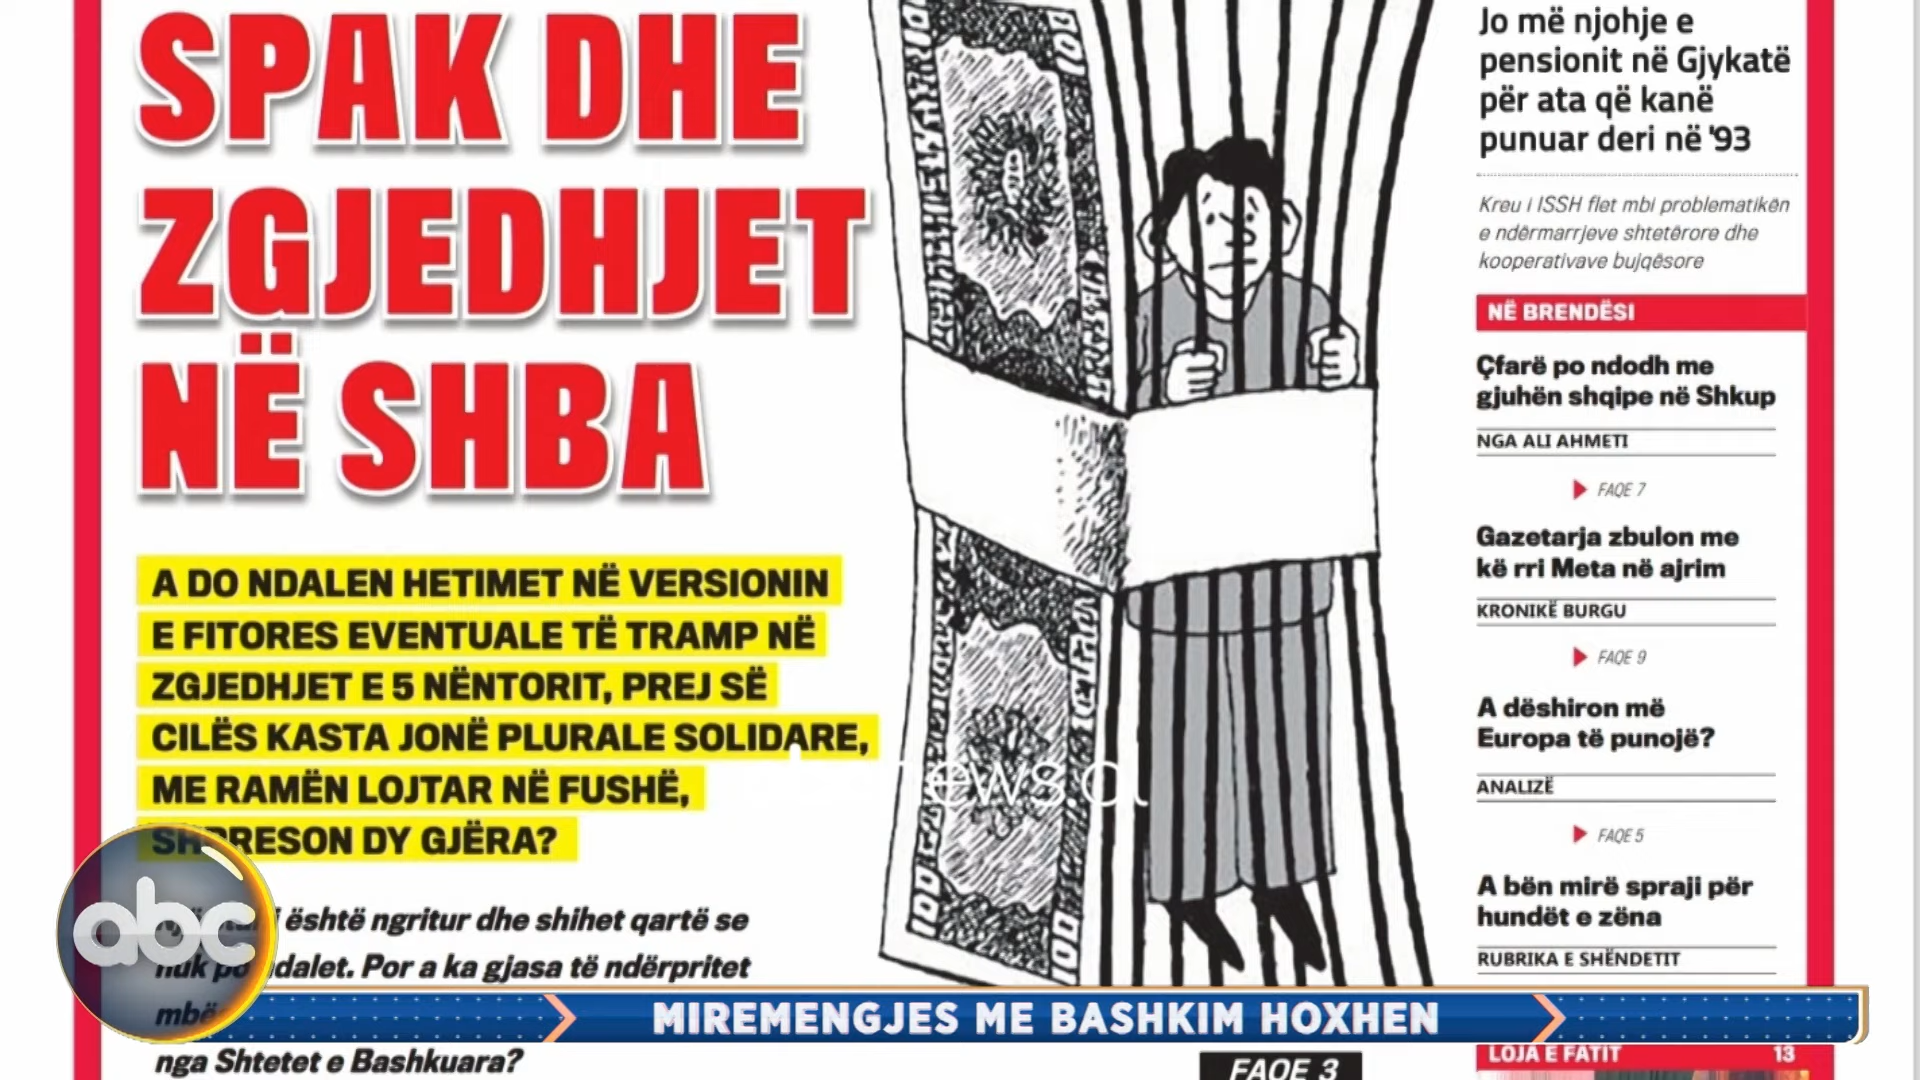 SPAK DHE
ZGJEDHJET
NË SHBA
A DO NDALEN HETIMET NË VERSIONIN
E FITORES EVENTUALE TË TRAMP NË
ZGJEDHJET E 5 NËNTORIT, PREJ SË
CILËS KASTA JONË PLURALE SOLIDARE,
ME RAMËN LOJTAR NË FUSHË,
SHPRESON DY GJËRA?
është ngritur dhe shihet qartë se
nuk po ndalet. Por a ka gjasa të ndërpritet
nga Shtetet e Bashkuara?
FAQE 3
Jo më njohje e
pensionit në Gjykatë
për ata që kanë
punuar deri në '93
Kreu i ISSH flet mbi problematikën
e ndërmarrjeve shtetërore dhe
kooperativave bujqësore
NË BRENDËSI
Çfarë po ndodh me
gjuhën shqipe në Shkup
NGA ALI AHMETI
FAQE 7
Gazetarja zbulon me
kë rri Meta në ajrim
KRONIKË BURGU
FAQE 9
A dëshiron më
Europa të punojë?
ANALIZË
FAQE 5
A bën mirë spraji për
hundët e zëna
RUBRIKA E SHËNDETIT
LOJA E FATIT 13
abc
MIREMENGJES ME BASHKIM HOXHEN